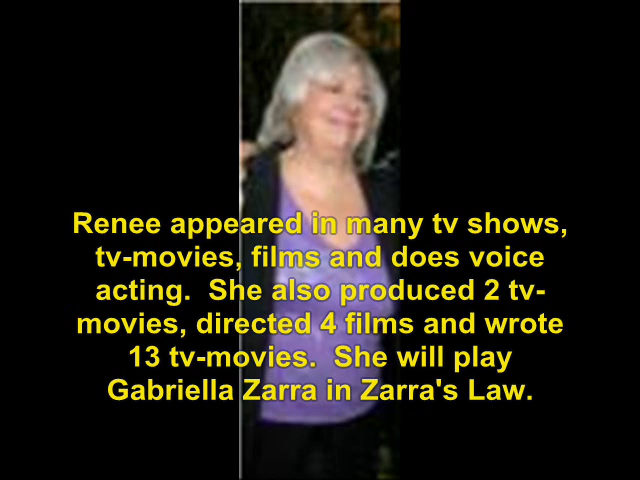 Renee appeared in many tv shows,
tv-movies, films and does voice
acting.  She also produced 2 tv-
movies, directed 4 films and wrote
13 tv-movies.  She will play
Gabriella Zarra in Zarra's Law.